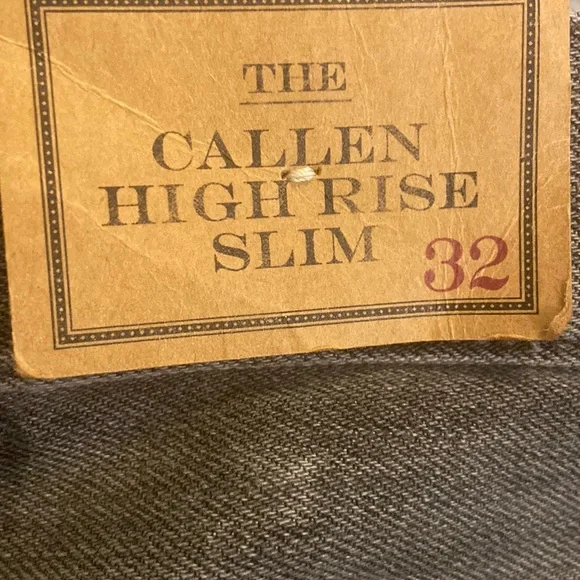 THE
CALLEN
HIGH RISE
SLIM 32